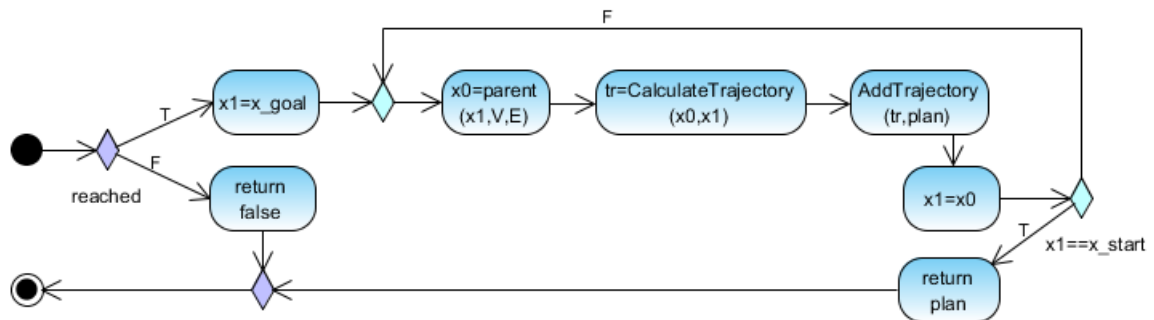 F
x1=x_goal
x0=parent
(x1,V,E)
tr=CalculateTrajectory
(x0,x1)
AddTrajectory
(tr,plan)
T
F
reached
return
false
x1=x0
T
x1==x_start
return
plan